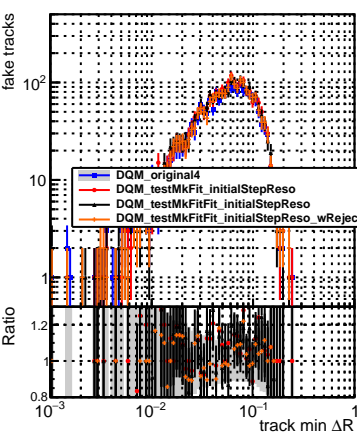 fake tracks
10²
10
1
DQM_original4
DQM_testMkFit_initialStepReso
DQM_testMkFitFit_initialStepReso
DQM_testMkFitFit_initialStepReso_wRejec
Ratio
1.2
1
0.8
10⁻³ 10⁻² 10⁻¹ 1
track min ΔR